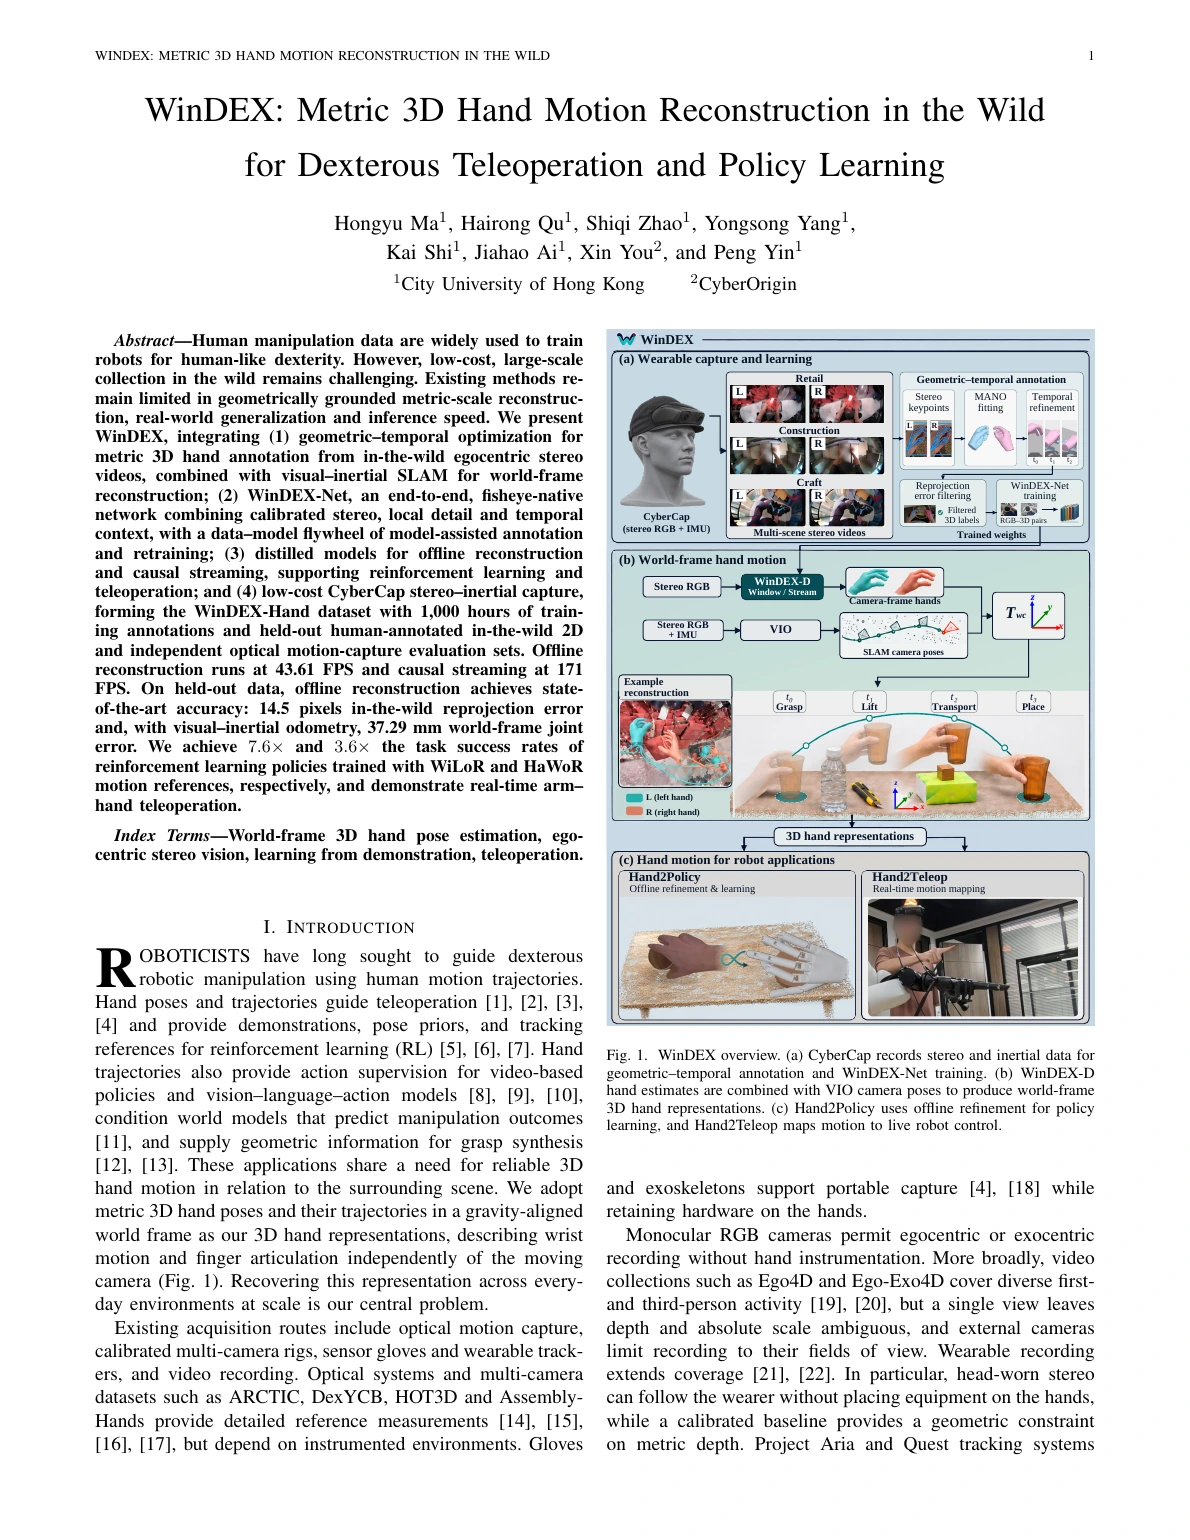 WINDEX: METRIC 3D HAND MOTION RECONSTRUCTION IN THE WILD 1
WinDEX: Metric 3D Hand Motion Reconstruction in the Wild
for Dexterous Teleoperation and Policy Learning
Hongyu Ma1, Hairong Qu1, Shiqi Zhao1, Yongsong Yang1,
Kai Shi1, Jiahao Ai1, Xin You2, and Peng Yin1
1City University of Hong Kong 2CyberOrigin
Abstract—Human manipulation data are widely used to train
robots for human-like dexterity. However, low-cost, large-scale
collection in the wild remains challenging. Existing methods re-
main limited in geometrically grounded metric-scale reconstruc-
tion, real-world generalization and inference speed. We present
WinDEX, integrating (1) geometric–temporal optimization for
metric 3D hand annotation from in-the-wild egocentric stereo
videos, combined with visual–inertial SLAM for world-frame
reconstruction; (2) WinDEX-Net, an end-to-end, fisheye-native
network combining calibrated stereo, local detail and temporal
context, with a data–model flywheel of model-assisted annotation
and retraining; (3) distilled models for offline reconstruction
and causal streaming, supporting reinforcement learning and
teleoperation; and (4) low-cost CyberCap stereo–inertial capture,
forming the WinDEX-Hand dataset with 1,000 hours of train-
ing annotations and held-out human-annotated in-the-wild 2D
and independent optical motion-capture evaluation sets. Offline
reconstruction runs at 43.61 FPS and causal streaming at 171
FPS. On held-out data, offline reconstruction achieves state-
of-the-art accuracy: 14.5 pixels in-the-wild reprojection error
and, with visual–inertial odometry, 37.29 mm world-frame joint
error. We achieve 7.6× and 3.6× the task success rates of
reinforcement learning policies trained with WiLoR and HaWoR
motion references, respectively, and demonstrate real-time arm–
hand teleoperation.
Index Terms—World-frame 3D hand pose estimation, ego-
centric stereo vision, learning from demonstration, teleoperation.
I. INTRODUCTION
ROBOTICISTS have long sought to guide dexterous
robotic manipulation using human motion trajectories.
Hand poses and trajectories guide teleoperation [1], [2], [3],
[4] and provide demonstrations, pose priors, and tracking
references for reinforcement learning (RL) [5], [6], [7]. Hand
trajectories also provide action supervision for video-based
policies and vision–language–action models [8], [9], [10],
condition world models that predict manipulation outcomes
[11], and supply geometric information for grasp synthesis
[12], [13]. These applications share a need for reliable 3D
hand motion in relation to the surrounding scene. We adopt
metric 3D hand poses and their trajectories in a gravity-aligned
world frame as our 3D hand representations, describing wrist
motion and finger articulation independently of the moving
camera (Fig. 1). Recovering this representation across every-
day environments at scale is our central problem.
Existing acquisition routes include optical motion capture,
calibrated multi-camera rigs, sensor gloves and wearable track-
ers, and video recording. Optical systems and multi-camera
datasets such as ARCTIC, DexYCB, HOT3D and Assembly-
Hands provide detailed reference measurements [14], [15],
[16], [17], but depend on instrumented environments. Gloves
WinDEX
(a) Wearable capture and learning
CyberCap
(stereo RGB + IMU)
Retail
L R
Construction
L R
Craft
L R
Multi-scene stereo videos
Geometric–temporal annotation
Stereo
keypoints
L R
MANO
fitting
Temporal
refinement
t0 t1 t2
Reprojection
error filtering
Filtered
3D labels
WinDEX-Net
training
RGB–3D pairs
Trained weights
(b) World-frame hand motion
Stereo RGB
WinDEX-D
Window / Stream
Camera-frame hands
Stereo RGB
+ IMU
VIO
SLAM camera poses
Twc
z
y
x
Example
reconstruction
L (left hand)
R (right hand)
t0
Grasp
t1
Lift
t2
Transport
t3
Place
z
y
x
3D hand representations
(c) Hand motion for robot applications
Hand2Policy
Offline refinement & learning
Hand2Teleop
Real-time motion mapping
Fig. 1. WinDEX overview. (a) CyberCap records stereo and inertial data for
geometric–temporal annotation and WinDEX-Net training. (b) WinDEX-D
hand estimates are combined with VIO camera poses to produce world-frame
3D hand representations. (c) Hand2Policy uses offline refinement for policy
learning, and Hand2Teleop maps motion to live robot control.
and exoskeletons support portable capture [4], [18] while
retaining hardware on the hands.
Monocular RGB cameras permit egocentric or exocentric
recording without hand instrumentation. More broadly, video
collections such as Ego4D and Ego-Exo4D cover diverse first-
and third-person activity [19], [20], but a single view leaves
depth and absolute scale ambiguous, and external cameras
limit recording to their fields of view. Wearable recording
extends coverage [21], [22]. In particular, head-worn stereo
can follow the wearer without placing equipment on the hands,
while a calibrated baseline provides a geometric constraint
on metric depth. Project Aria and Quest tracking systems